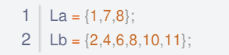 1 La = {1,7,8};
2 Lb = {2,4,6,8,10,11};